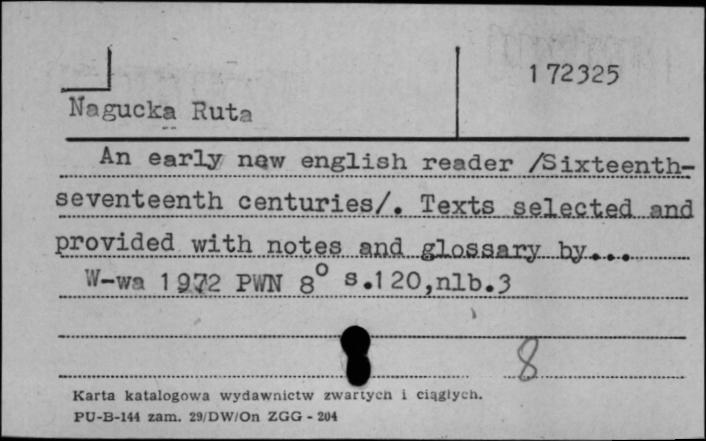 172325
Nagucka Ruta
An early new english reader /Sixteenth-
seventeenth centuries/. Texts selected and
provided with notes and glossary by...
W-wa 1972 PWN 8° s.120,nlb.3
8
Karta katalogowa wydawnictw zwartych i ciągłych.
PU-B-144 zam. 29/DW/On ZGG - 204